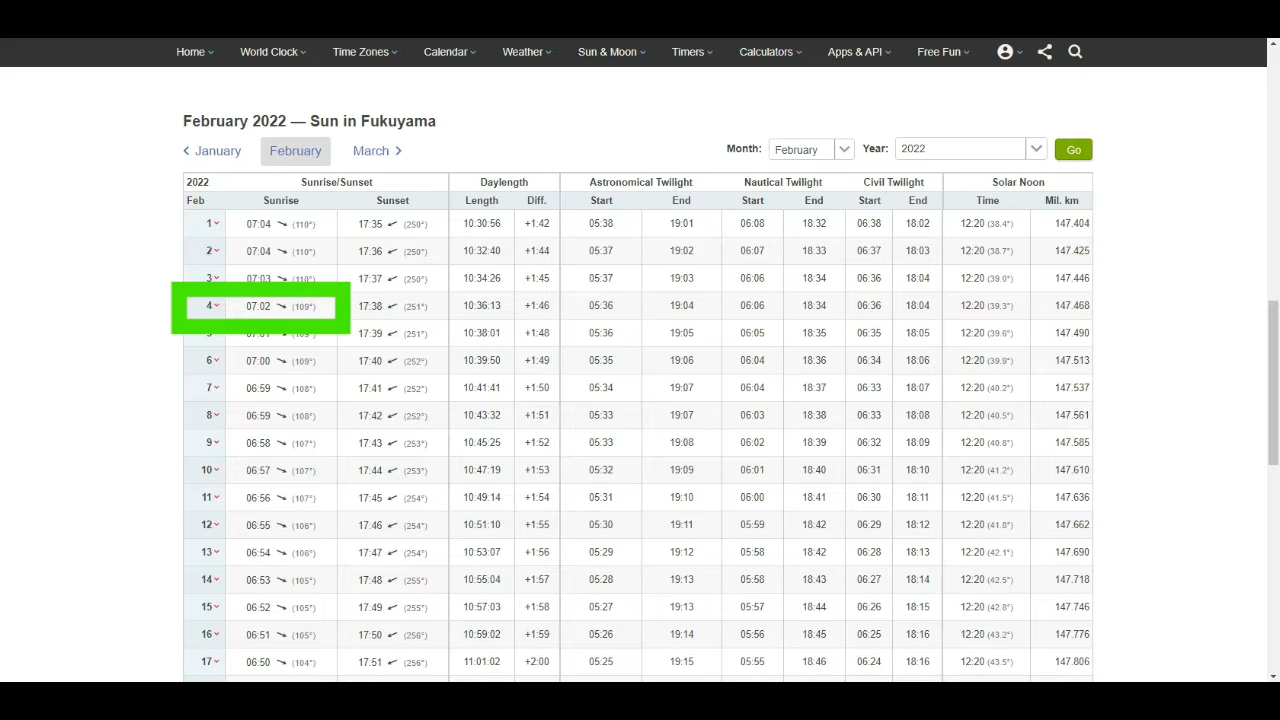 Home World Clock Time Zones Calendar Weather Sun & Moon Timers Calculators Apps & API Free Fun
February 2022 — Sun in Fukuyama
January February March Month: February Year: 2022 Go
2022 Sunrise/Sunset Daylength Astronomical Twilight Nautical Twilight Civil Twilight Solar Noon
Feb Sunrise Sunset Length Diff. Start End Start End Start End Time Mil. km
1 07:04 (110°) 17:35 (250°) 10:30:56 +1:42 05:38 19:01 06:08 18:32 06:38 18:02 12:20 (38.4°) 147.404
2 07:04 (110°) 17:36 (250°) 10:32:40 +1:44 05:37 19:02 06:07 18:33 06:37 18:03 12:20 (38.7°) 147.425
3 07:03 (110°) 17:37 (250°) 10:34:26 +1:45 05:37 19:03 06:06 18:34 06:36 18:04 12:20 (39.0°) 147.446
4 07:02 (109°) 17:38 (251°) 10:36:13 +1:46 05:36 19:04 06:06 18:34 06:36 18:04 12:20 (39.3°) 147.468
17:39 (251°) 10:38:01 +1:48 05:36 19:05 06:05 18:35 06:35 18:05 12:20 (39.6°) 147.490
6 07:00 (109°) 17:40 (252°) 10:39:50 +1:49 05:35 19:06 06:04 18:36 06:34 18:06 12:20 (39.9°) 147.513
7 06:59 (108°) 17:41 (252°) 10:41:41 +1:50 05:34 19:07 06:04 18:37 06:33 18:07 12:20 (40.2°) 147.537
8 06:59 (108°) 17:42 (252°) 10:43:32 +1:51 05:33 19:07 06:03 18:38 06:33 18:08 12:20 (40.5°) 147.561
9 06:58 (107°) 17:43 (253°) 10:45:25 +1:52 05:33 19:08 06:02 18:39 06:32 18:09 12:20 (40.8°) 147.585
10 06:57 (107°) 17:44 (253°) 10:47:19 +1:53 05:32 19:09 06:01 18:40 06:31 18:10 12:20 (41.2°) 147.610
11 06:56 (107°) 17:45 (254°) 10:49:14 +1:54 05:31 19:10 06:00 18:41 06:30 18:11 12:20 (41.5°) 147.636
12 06:55 (106°) 17:46 (254°) 10:51:10 +1:55 05:30 19:11 05:59 18:42 06:29 18:12 12:20 (41.8°) 147.662
13 06:54 (106°) 17:47 (254°) 10:53:07 +1:56 05:29 19:12 05:58 18:42 06:28 18:13 12:20 (42.1°) 147.690
14 06:53 (105°) 17:48 (255°) 10:55:04 +1:57 05:28 19:13 05:58 18:43 06:27 18:14 12:20 (42.5°) 147.718
15 06:52 (105°) 17:49 (255°) 10:57:03 +1:58 05:27 19:13 05:57 18:44 06:26 18:15 12:20 (42.8°) 147.746
16 06:51 (105°) 17:50 (256°) 10:59:02 +1:59 05:26 19:14 05:56 18:45 06:25 18:16 12:20 (43.2°) 147.776
17 06:50 (104°) 17:51 (256°) 11:01:02 +2:00 05:25 19:15 05:55 18:46 06:24 18:16 12:20 (43.5°) 147.806